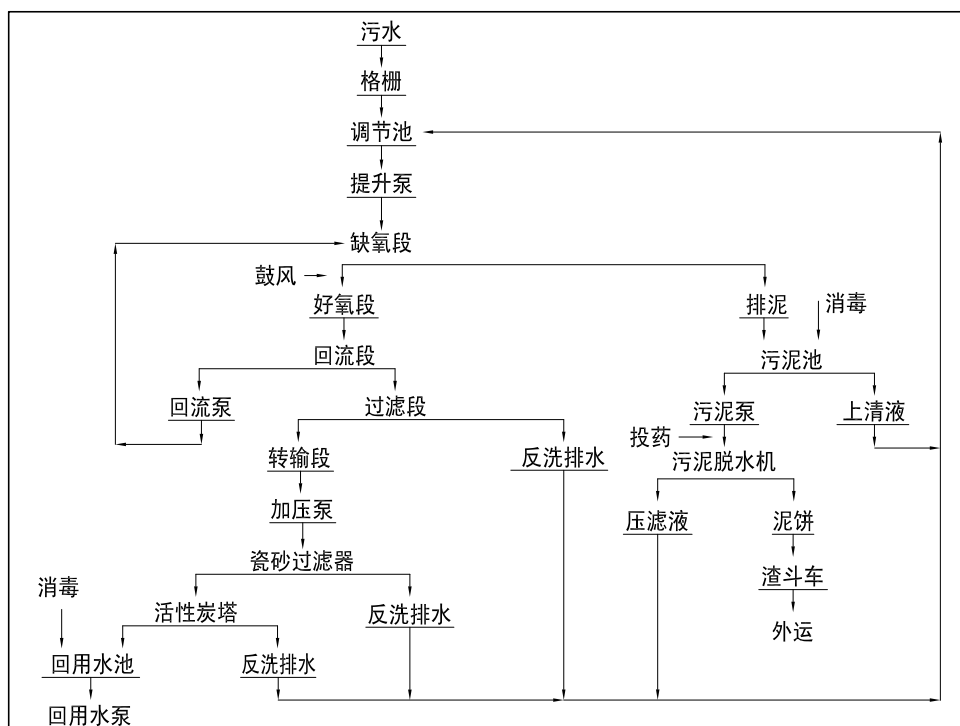 污水
格栅
调节池
提升泵
缺氧段
鼓风
好氧段
排泥
消毒
回流段
污泥池
回流泵
过滤段
污泥泵
上清液
投药
转输段
反洗排水
污泥脱水机
加压泵
压滤液
泥饼
瓷砂过滤器
消毒
渣斗车
活性炭塔
反洗排水
外运
回用水池
反洗排水
回用水泵